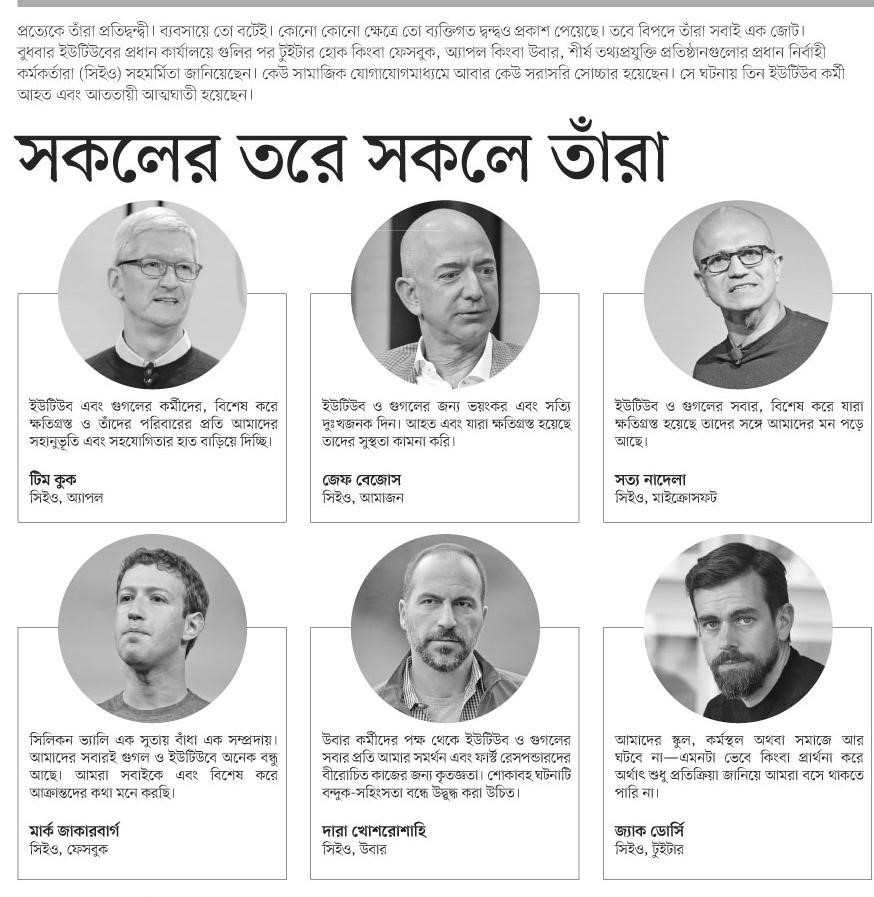 প্রত্যেকে তাঁরা প্রতিদ্বন্দ্বী। ব্যবসায়ে তো বটেই। কোনো কোনো ক্ষেত্রে তো ব্যক্তিগত দ্বন্দ্বও প্রকাশ পেয়েছে। তবে বিপদে তাঁরা সবাই এক জোট।
বুধবার ইউটিউবের প্রধান কার্যালয়ে গুলির পর টুইটার হোক কিংবা ফেসবুক, অ্যাপল কিংবা উবার, শীর্ষ তথ্যপ্রযুক্তি প্রতিষ্ঠানগুলোর প্রধান নির্বাহী
কর্মকর্তারা (সিইও) সহমর্মিতা জানিয়েছেন। কেউ সামাজিক যোগাযোগমাধ্যমে আবার কেউ সরাসরি সোচ্চার হয়েছেন। সে ঘটনায় তিন ইউটিউব কর্মী
আহত এবং আততায়ী আত্মঘাতী হয়েছেন।
সকলের তরে সকলে তাঁরা
ইউটিউব এবং গুগলের কর্মীদের, বিশেষ করে
ক্ষতিগ্রস্ত ও তাঁদের পরিবারের প্রতি আমাদের
সহানুভূতি এবং সহযোগিতার হাত বাড়িয়ে দিচ্ছি।
টিম কুক
সিইও, অ্যাপল
ইউটিউব ও গুগলের জন্য ভয়ংকর এবং সত্যি
দুঃখজনক দিন। আহত এবং যারা ক্ষতিগ্রস্ত হয়েছে
তাদের সুস্থতা কামনা করি।
জেফ বেজোস
সিইও, আমাজন
ইউটিউব ও গুগলের সবার, বিশেষ করে যারা
ক্ষতিগ্রস্ত হয়েছে তাদের সঙ্গে আমাদের মন পড়ে
আছে।
সত্য নাদেলা
সিইও, মাইক্রোসফট
সিলিকন ভ্যালি এক সুতায় বাঁধা এক সম্প্রদায়।
আমাদের সবারই গুগল ও ইউটিউবে অনেক বন্ধু
আছে। আমরা সবাইকে এবং বিশেষ করে
আক্রান্তদের কথা মনে করছি।
মার্ক জাকারবার্গ
সিইও, ফেসবুক
উবার কর্মীদের পক্ষ থেকে ইউটিউব ও গুগলের
সবার প্রতি আমার সমর্থন এবং ফার্স্ট রেসপন্ডারদের
বীরোচিত কাজের জন্য কৃতজ্ঞতা। শোকাবহ ঘটনাটি
বন্দুক-সহিংসতা বন্ধে উদ্বুদ্ধ করা উচিত।
দারা খোশরোশাহি
সিইও, উবার
আমাদের স্কুল, কর্মস্থল অথবা সমাজে আর
ঘটবে না—এমনটা ভেবে কিংবা প্রার্থনা করে
অর্থাৎ শুধু প্রতিক্রিয়া জানিয়ে আমরা বসে থাকতে
পারি না।
জ্যাক ডোর্সি
সিইও, টুইটার